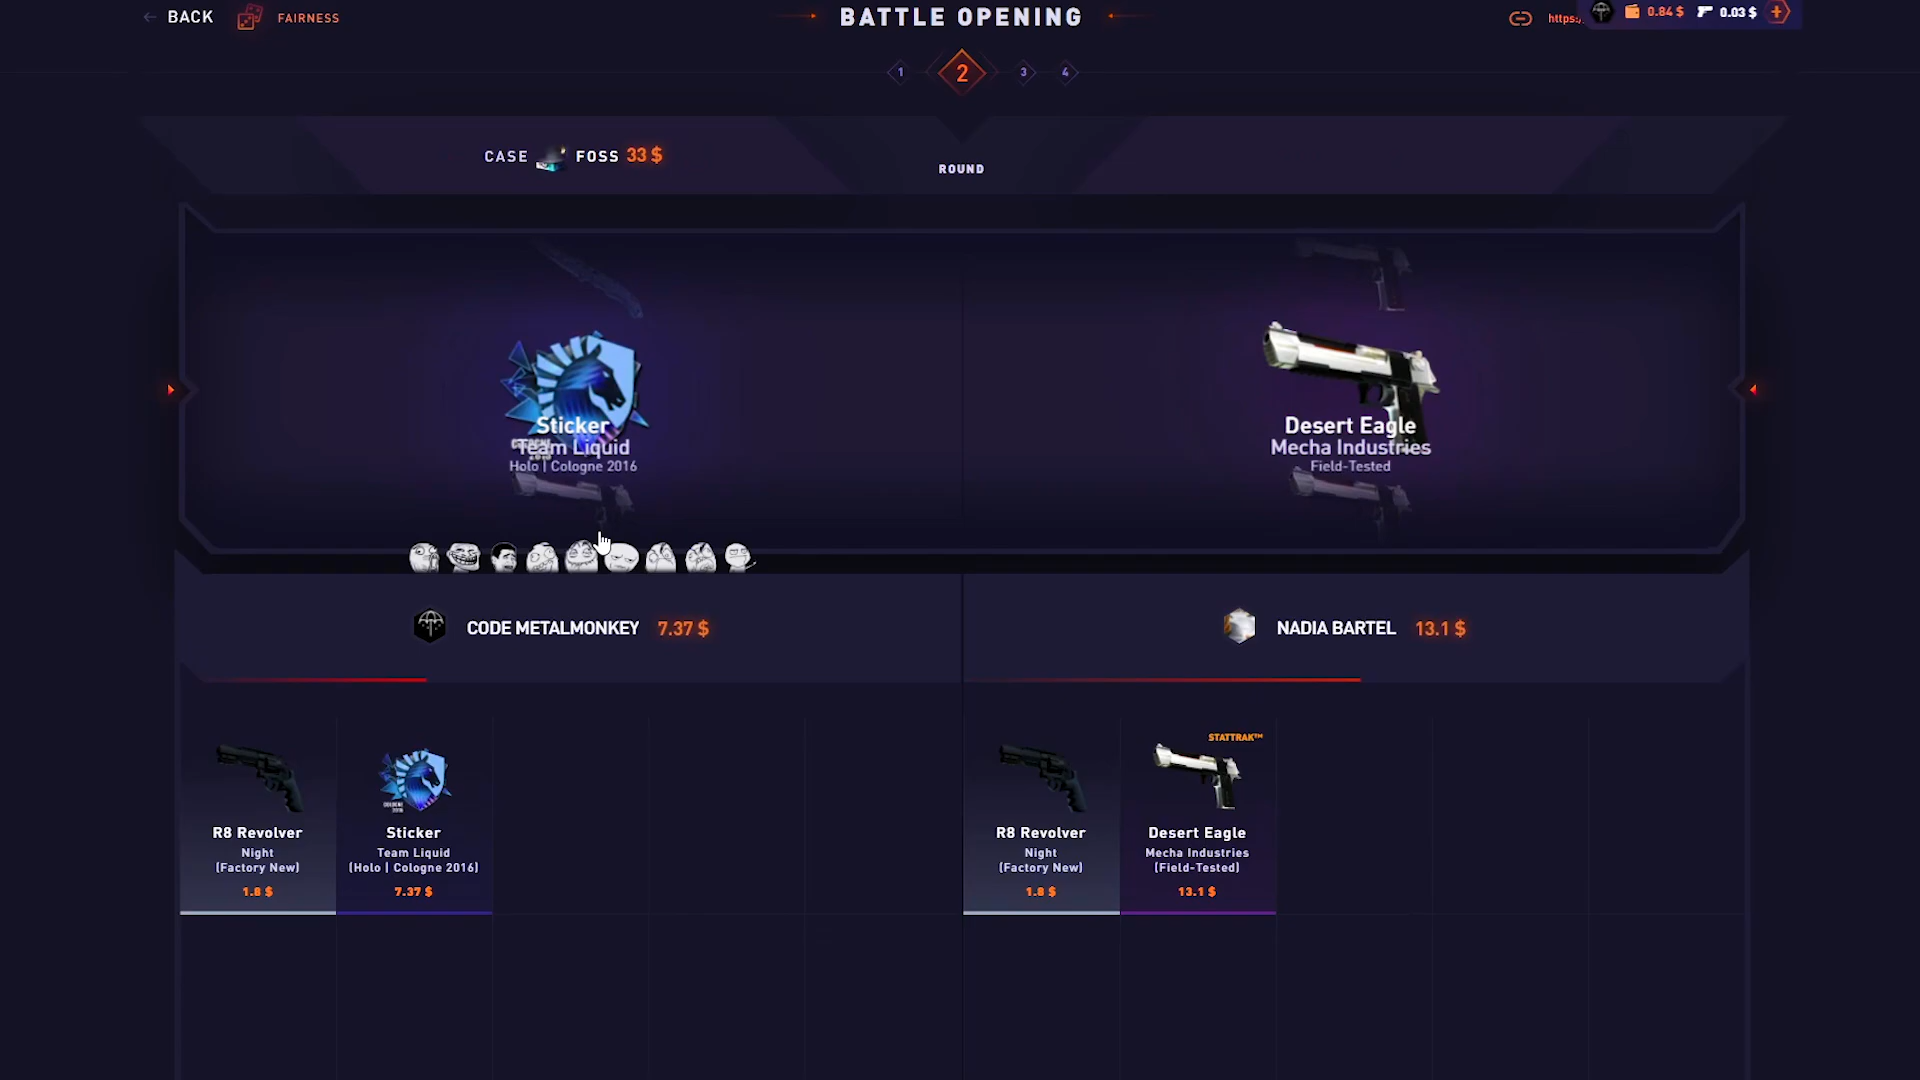 BACK
FAIRNESS
BATTLE OPENING
https:
0.84 $
0.03 $
1
2
3
4
CASE FOSS 33 $
ROUND
Sticker
Team Liquid
Holo | Cologne 2016
Desert Eagle
Mecha Industries
Field-Tested
CODE METALMONKEY 7.37 $
NADIA BARTEL 13.1 $
R8 Revolver
Night
(Factory New)
1.8 $
Sticker
Team Liquid
(Holo | Cologne 2016)
7.37 $
R8 Revolver
Night
(Factory New)
1.8 $
STATTRAK™
Desert Eagle
Mecha Industries
(Field-Tested)
13.1 $